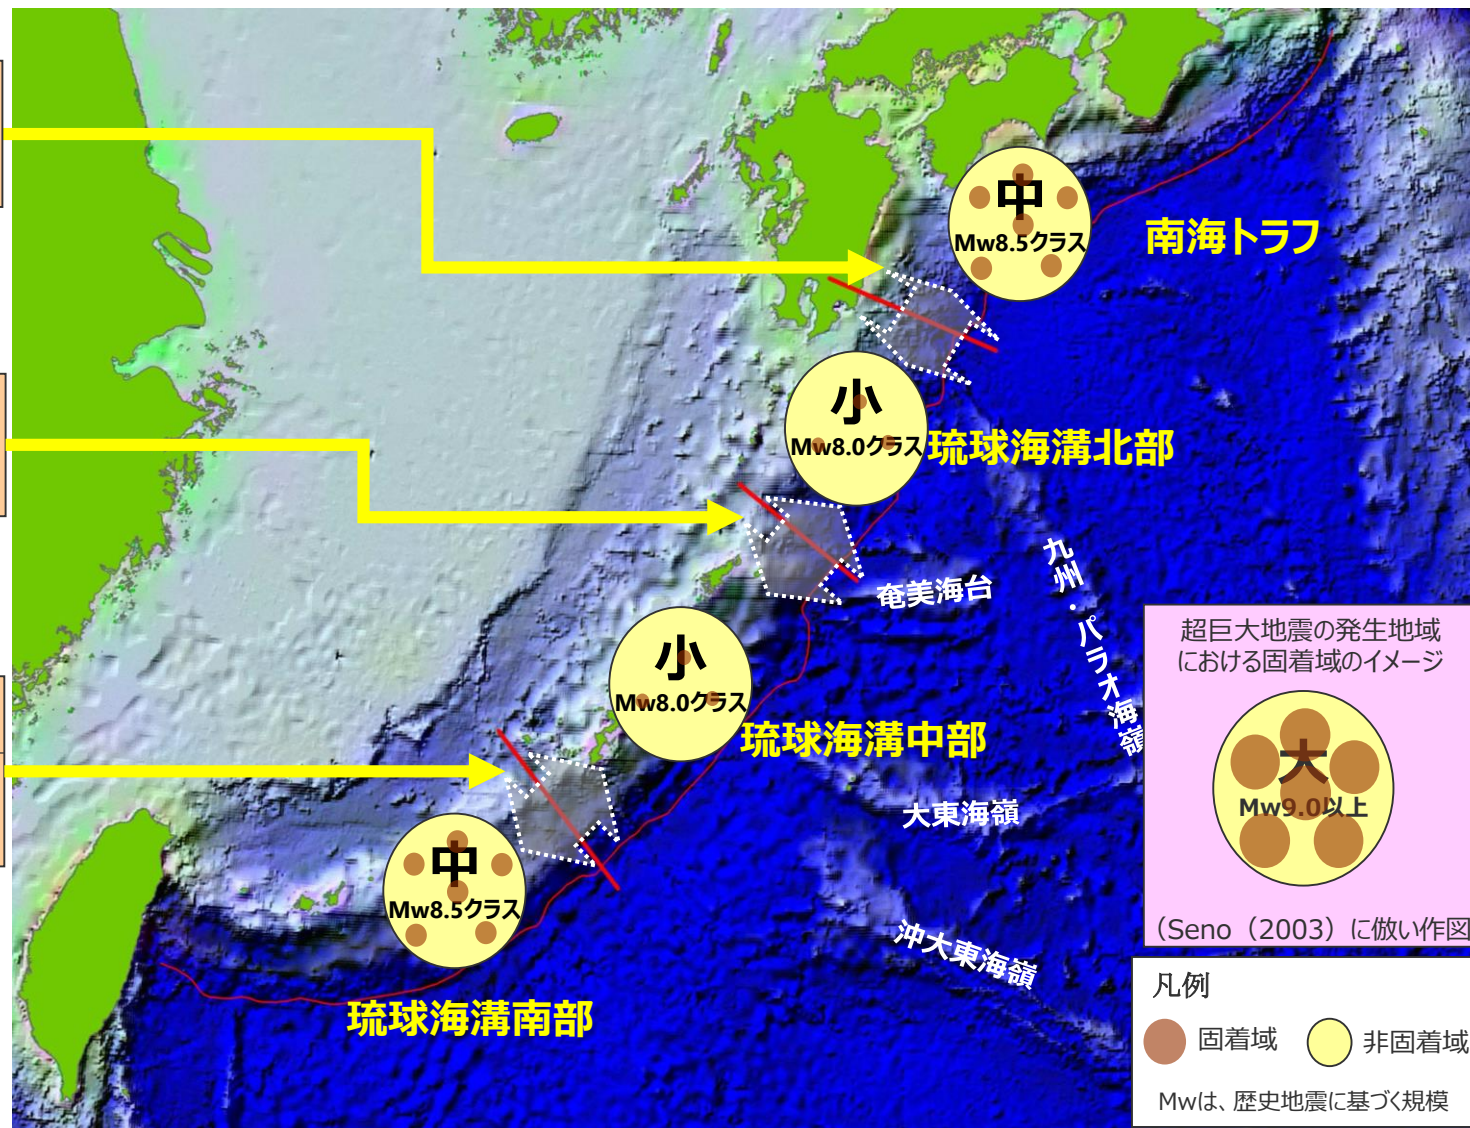 中
Mw8.5クラス
南海トラフ
小
Mw8.0クラス
琉球海溝北部
九州・パラオ海嶺
奄美海台
小
Mw8.0クラス
琉球海溝中部
大東海嶺
沖大東海嶺
中
Mw8.5クラス
琉球海溝南部
超巨大地震の発生地域
における固着域のイメージ
大
Mw9.0以上
（Seno（2003）に倣い作図
凡例
固着域
非固着域
Mwは、歴史地震に基づく規模